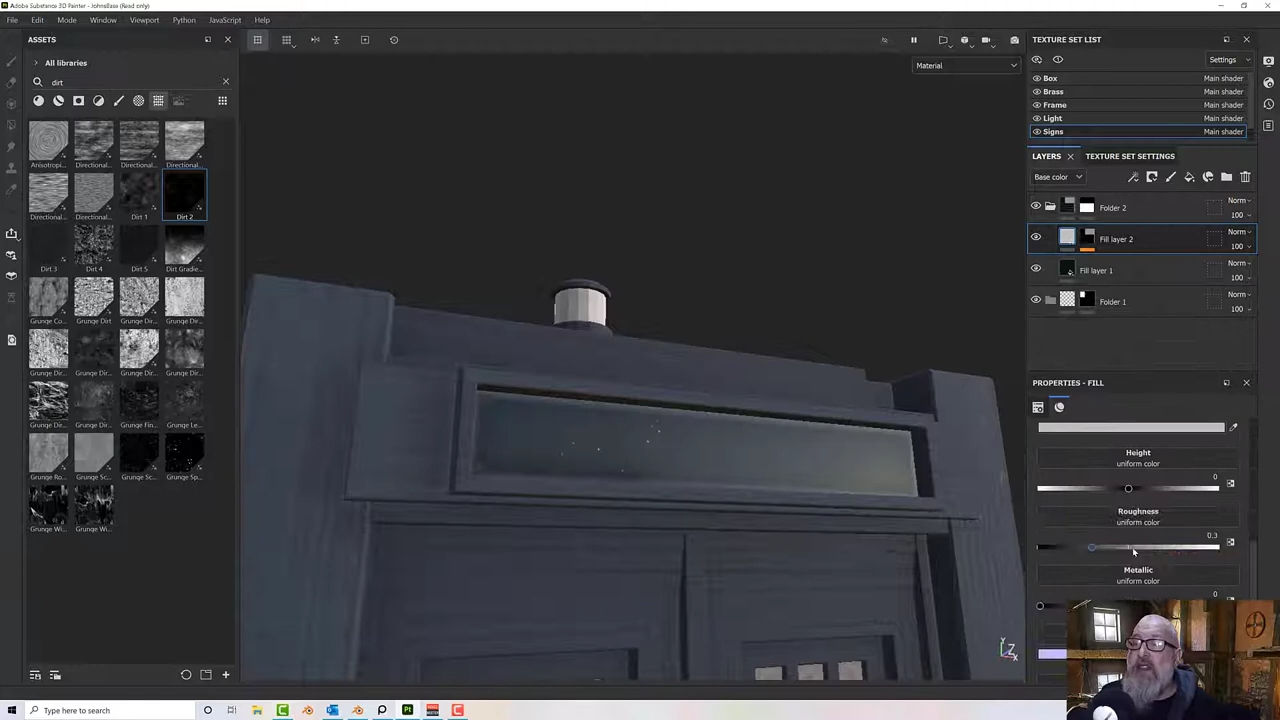 Adobe Substance 3D Painter - JohnsBase (Read only)
File Edit Mode Window Viewport Python JavaScript Help
ASSETS
All libraries
dirt
Anisotropi...
Directional...
Directional...
Directional...
Directional...
Directional...
Dirt 1
Dirt 2
Dirt 3
Dirt 4
Dirt 5
Dirt Gradie...
Grunge Co...
Grunge Dirt
Grunge Dir...
Grunge Dir...
Grunge Dir...
Grunge Dir...
Grunge Dir...
Grunge Dir...
Grunge Dir...
Grunge Dir...
Grunge Fin...
Grunge Le...
Grunge Ro...
Grunge Sc...
Grunge Sc...
Grunge Sp...
Grunge Wi...
Grunge Wi...
Material
Y
Z
X
TEXTURE SET LIST
Settings
Box Main shader
Brass Main shader
Frame Main shader
Light Main shader
Signs Main shader
LAYERS TEXTURE SET SETTINGS
Base color
Folder 2 Norm 100
Fill layer 2 Norm 100
Fill layer 1 Norm 100
Folder 1 Norm 100
PROPERTIES - FILL
Height
uniform color
0
Roughness
uniform color
0.3
Metallic
uniform color
0
Type here to search
Pt